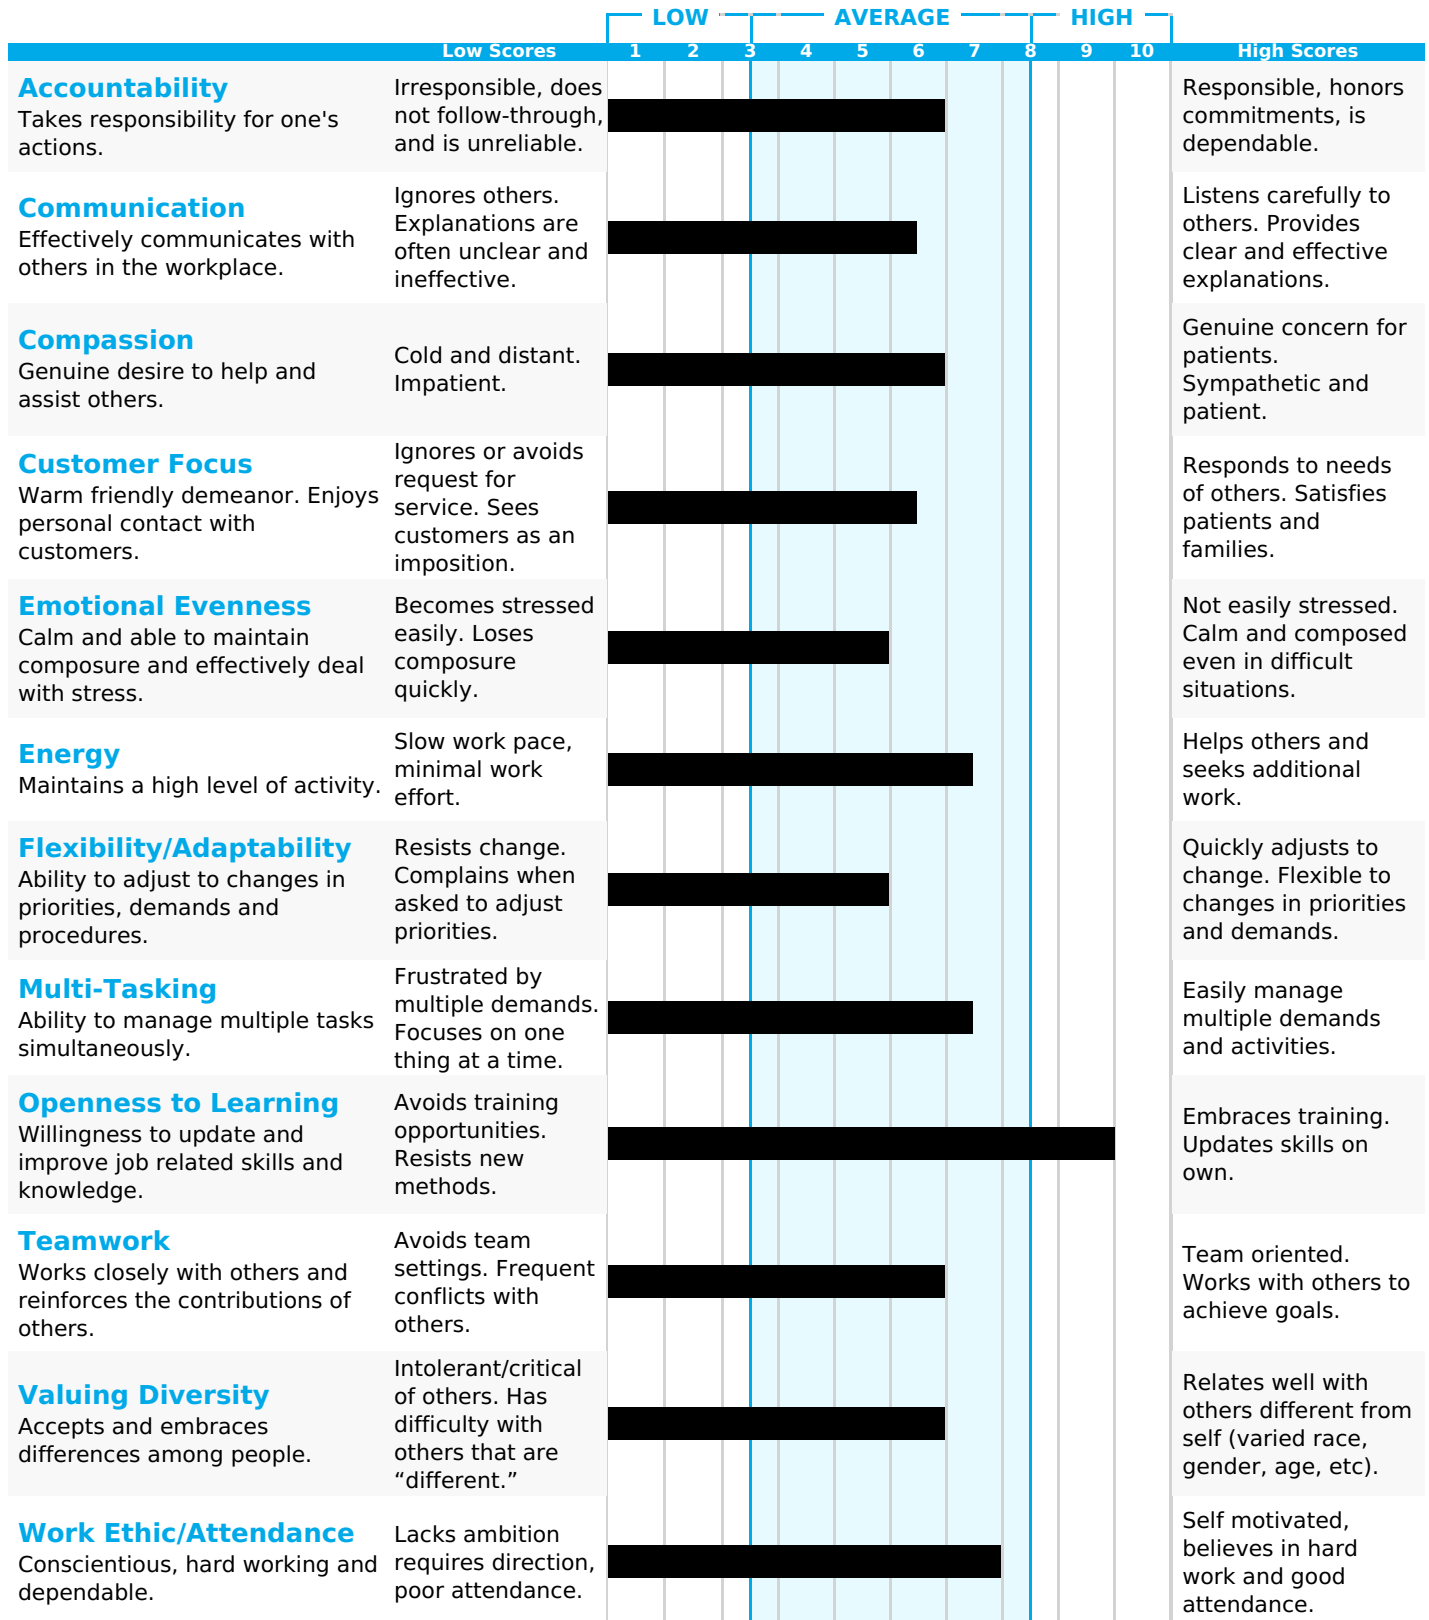 LOW AVERAGE HIGH
Low Scores 1 2 3 4 5 6 7 8 9 10 High Scores
Accountability
Takes responsibility for one's
actions.
Irresponsible, does
not follow-through,
and is unreliable.
Responsible, honors
commitments, is
dependable.
Communication
Effectively communicates with
others in the workplace.
Ignores others.
Explanations are
often unclear and
ineffective.
Listens carefully to
others. Provides
clear and effective
explanations.
Compassion
Genuine desire to help and
assist others.
Cold and distant.
Impatient.
Genuine concern for
patients.
Sympathetic and
patient.
Customer Focus
Warm friendly demeanor. Enjoys
personal contact with
customers.
Ignores or avoids
request for
service. Sees
customers as an
imposition.
Responds to needs
of others. Satisfies
patients and
families.
Emotional Evenness
Calm and able to maintain
composure and effectively deal
with stress.
Becomes stressed
easily. Loses
composure
quickly.
Not easily stressed.
Calm and composed
even in difficult
situations.
Energy
Maintains a high level of activity.
Slow work pace,
minimal work
effort.
Helps others and
seeks additional
work.
Flexibility/Adaptability
Ability to adjust to changes in
priorities, demands and
procedures.
Resists change.
Complains when
asked to adjust
priorities.
Quickly adjusts to
change. Flexible to
changes in priorities
and demands.
Multi-Tasking
Ability to manage multiple tasks
simultaneously.
Frustrated by
multiple demands.
Focuses on one
thing at a time.
Easily manage
multiple demands
and activities.
Openness to Learning
Willingness to update and
improve job related skills and
knowledge.
Avoids training
opportunities.
Resists new
methods.
Embraces training.
Updates skills on
own.
Teamwork
Works closely with others and
reinforces the contributions of
others.
Avoids team
settings. Frequent
conflicts with
others.
Team oriented.
Works with others to
achieve goals.
Valuing Diversity
Accepts and embraces
differences among people.
Intolerant/critical
of others. Has
difficulty with
others that are
“different.”
Relates well with
others different from
self (varied race,
gender, age, etc).
Work Ethic/Attendance
Conscientious, hard working and
dependable.
Lacks ambition
requires direction,
poor attendance.
Self motivated,
believes in hard
work and good
attendance.